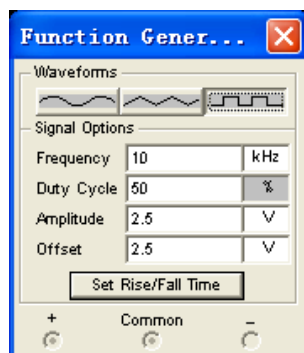 Function Gener...
Waveforms
Signal Options
Frequency 10 kHz
Duty Cycle 50 %
Amplitude 2.5 V
Offset 2.5 V
Set Rise/Fall Time
+ Common –